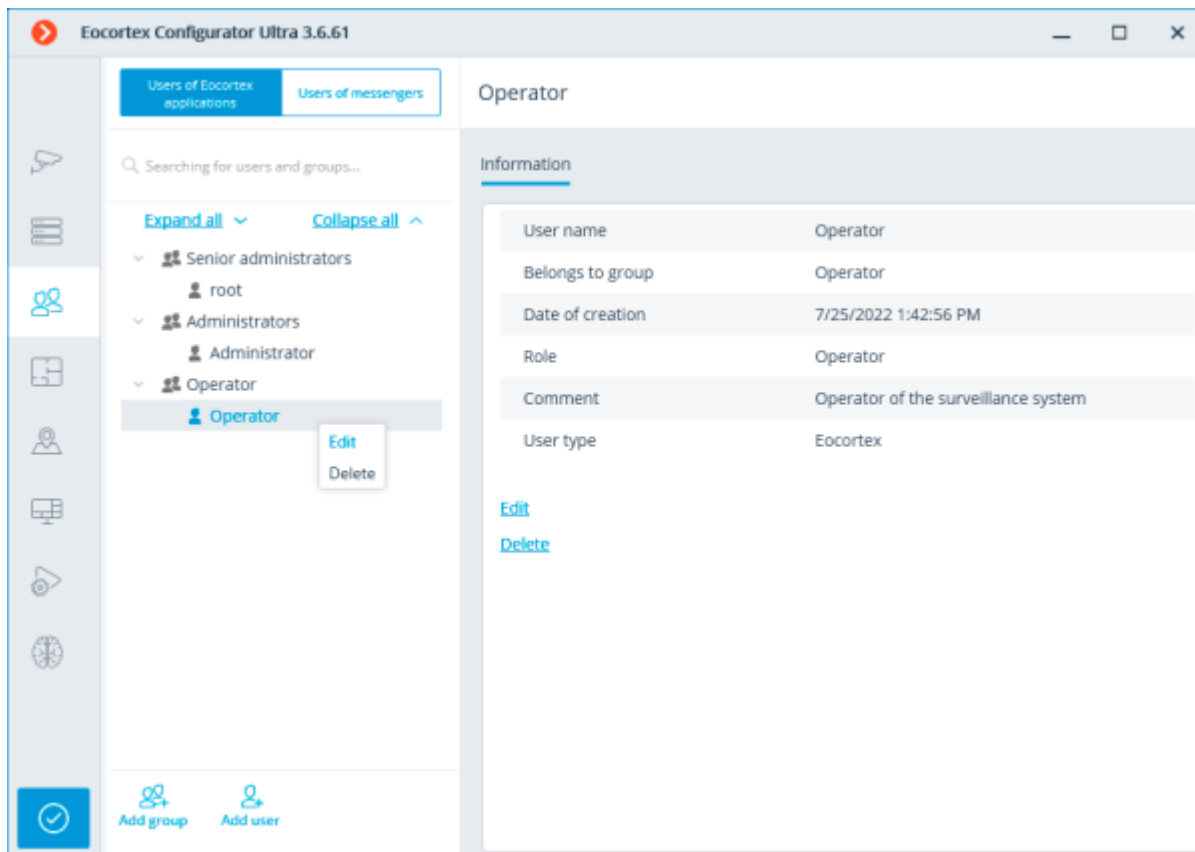 Eocortex Configurator Ultra 3.6.61
Users of Eocortex
applications
Users of messengers
Searching for users and groups...
Expand all
Collapse all
Senior administrators
root
Administrators
Administrator
Operator
Operator
Edit
Delete
Add group
Add user
Operator
Information
User name Operator
Belongs to group Operator
Date of creation 7/25/2022 1:42:56 PM
Role Operator
Comment Operator of the surveillance system
User type Eocortex
Edit
Delete